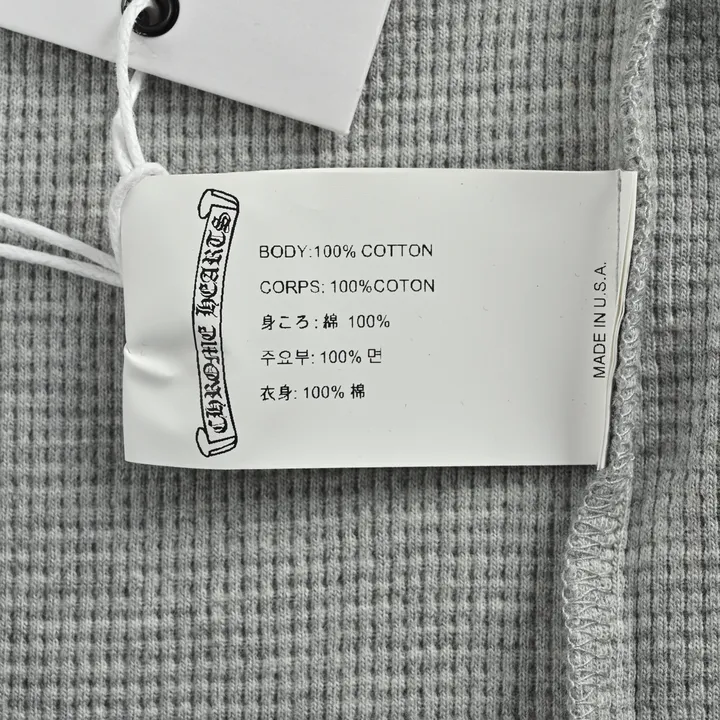 CHROME HEARTS
BODY:100% COTTON
CORPS: 100%COTON
身ころ: 綿 100%
주요부: 100% 면
衣身: 100% 棉
MADE IN U.S.A.